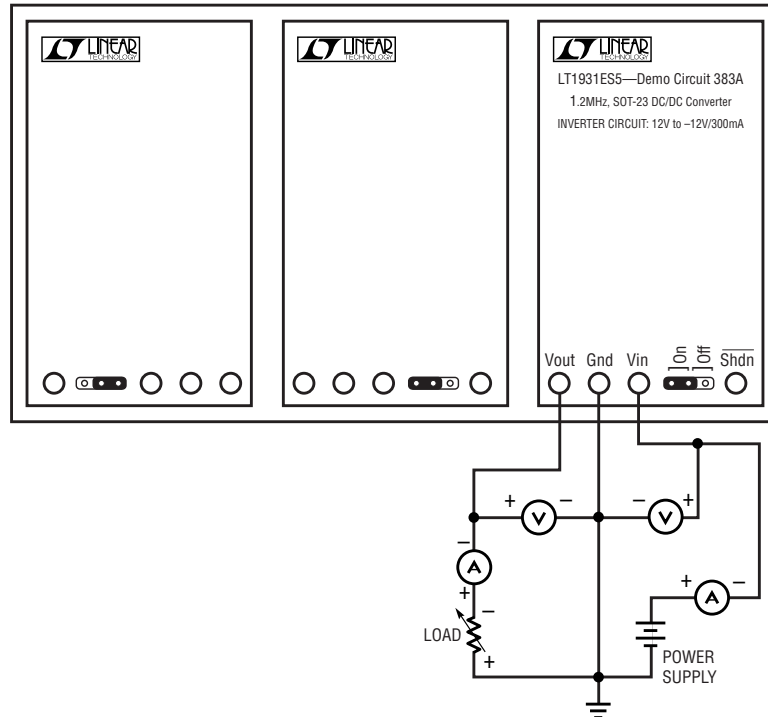 LINEAR
TECHNOLOGY
LINEAR
TECHNOLOGY
LINEAR
TECHNOLOGY
LT1931ES5—Demo Circuit 383A
1.2MHz, SOT-23 DC/DC Converter
INVERTER CIRCUIT: 12V to –12V/300mA
Vout Gnd Vin On Off Shdn
+ V – – V +
–
A
+
+ A –
–
LOAD
+
POWER
SUPPLY